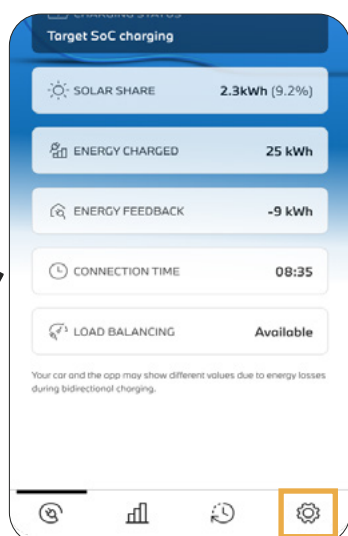 CHARGING STATUS
Target SoC charging
SOLAR SHARE 2.3kWh (9.2%)
ENERGY CHARGED 25 kWh
ENERGY FEEDBACK -9 kWh
CONNECTION TIME 08:35
LOAD BALANCING Available
Your car and the app may show different values due to energy losses
during bidirectional charging.